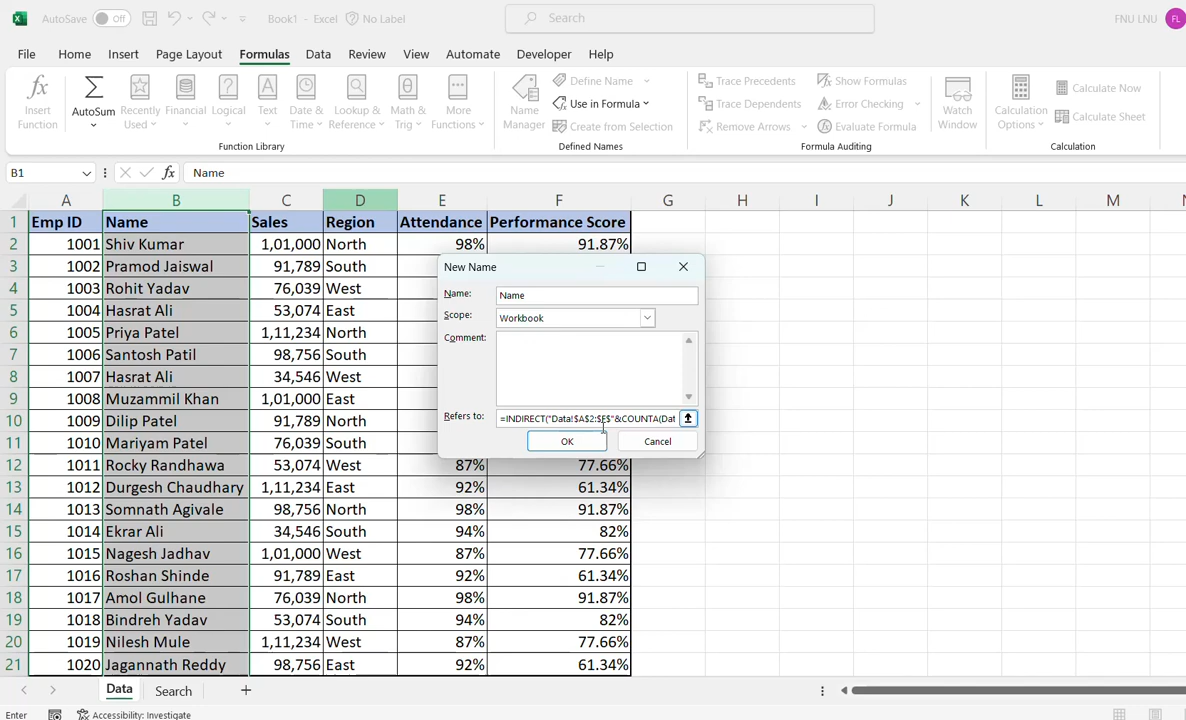 AutoSave Off Book1 - Excel No Label Search FNU LNU FL
File Home Insert Page Layout Formulas Data Review View Automate Developer Help
Insert Function AutoSum Recently Used Financial Logical Text Date & Time Lookup & Reference Math & Trig More Functions
Name Manager Define Name Use in Formula Create from Selection
Trace Precedents Trace Dependents Remove Arrows Show Formulas Error Checking Evaluate Formula
Watch Window Calculation Options Calculate Now Calculate Sheet
Function Library Defined Names Formula Auditing Calculation
B1 fx Name
A B C D E F G H I J K L M
1 Emp ID Name Sales Region Attendance Performance Score
2 1001 Shiv Kumar 1,01,000 North 98% 91.87%
3 1002 Pramod Jaiswal 91,789 South
4 1003 Rohit Yadav 76,039 West
5 1004 Hasrat Ali 53,074 East
6 1005 Priya Patel 1,11,234 North
7 1006 Santosh Patil 98,756 South
8 1007 Hasrat Ali 34,546 West
9 1008 Muzammil Khan 1,01,000 East
10 1009 Dilip Patel 91,789 North
11 1010 Mariyam Patel 76,039 South
12 1011 Rocky Randhawa 53,074 West 87% 77.66%
13 1012 Durgesh Chaudhary 1,11,234 East 92% 61.34%
14 1013 Somnath Agivale 98,756 North 98% 91.87%
15 1014 Ekrar Ali 34,546 South 94% 82%
16 1015 Nagesh Jadhav 1,01,000 West 87% 77.66%
17 1016 Roshan Shinde 91,789 East 92% 61.34%
18 1017 Amol Gulhane 76,039 North 98% 91.87%
19 1018 Bindreh Yadav 53,074 South 94% 82%
20 1019 Nilesh Mule 1,11,234 West 87% 77.66%
21 1020 Jagannath Reddy 98,756 East 92% 61.34%
New Name
Name: Name
Scope: Workbook
Comment:
Refers to: =INDIRECT("Data!$A$2:$F$"&COUNTA(Dat
OK Cancel
Data Search
Enter Accessibility: Investigate